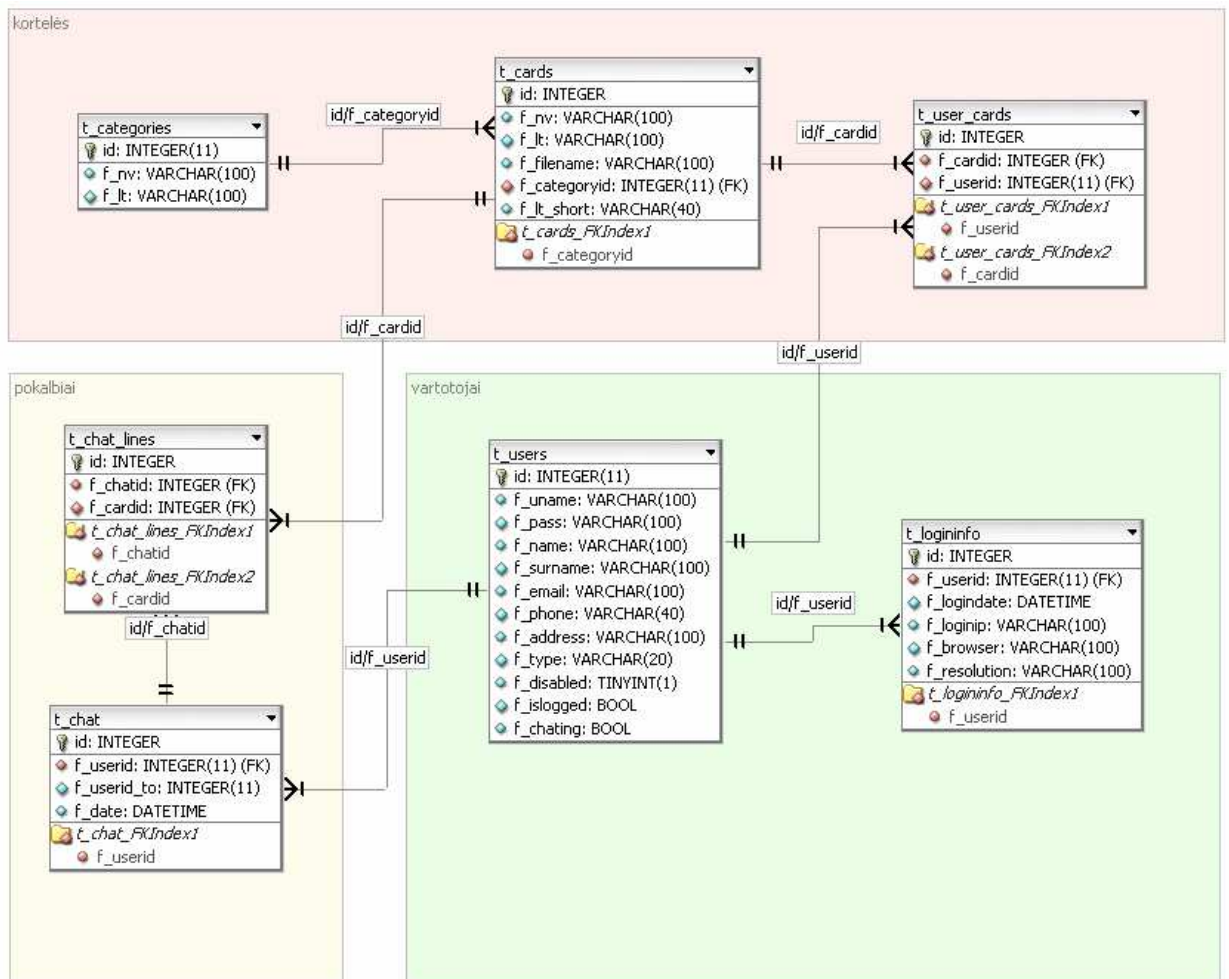 kortelės
t_categories
id: INTEGER(11)
f_nv: VARCHAR(100)
f_lt: VARCHAR(100)
id/f_categoryid
t_cards
id: INTEGER
f_nv: VARCHAR(100)
f_lt: VARCHAR(100)
f_filename: VARCHAR(100)
f_categoryid: INTEGER(11) (FK)
f_lt_short: VARCHAR(40)
t_cards_FKIndex1
f_categoryid
id/f_cardid
t_user_cards
id: INTEGER
f_cardid: INTEGER (FK)
f_userid: INTEGER(11) (FK)
t_user_cards_FKIndex1
f_userid
t_user_cards_FKIndex2
f_cardid
id/f_cardid
id/f_userid
pokalbiai
t_chat_lines
id: INTEGER
f_chatid: INTEGER (FK)
f_cardid: INTEGER (FK)
t_chat_lines_FKIndex1
f_chatid
t_chat_lines_FKIndex2
f_cardid
id/f_chatid
t_chat
id: INTEGER
f_userid: INTEGER(11) (FK)
f_userid_to: INTEGER(11)
f_date: DATETIME
t_chat_FKIndex1
f_userid
id/f_userid
vartotojai
t_users
id: INTEGER(11)
f_uname: VARCHAR(100)
f_pass: VARCHAR(100)
f_name: VARCHAR(100)
f_surname: VARCHAR(100)
f_email: VARCHAR(100)
f_phone: VARCHAR(40)
f_address: VARCHAR(100)
f_type: VARCHAR(20)
f_disabled: TINYINT(1)
f_islogged: BOOL
f_chating: BOOL
id/f_userid
t_logininfo
id: INTEGER
f_userid: INTEGER(11) (FK)
f_logindate: DATETIME
f_loginip: VARCHAR(100)
f_browser: VARCHAR(100)
f_resolution: VARCHAR(100)
t_logininfo_FKIndex1
f_userid